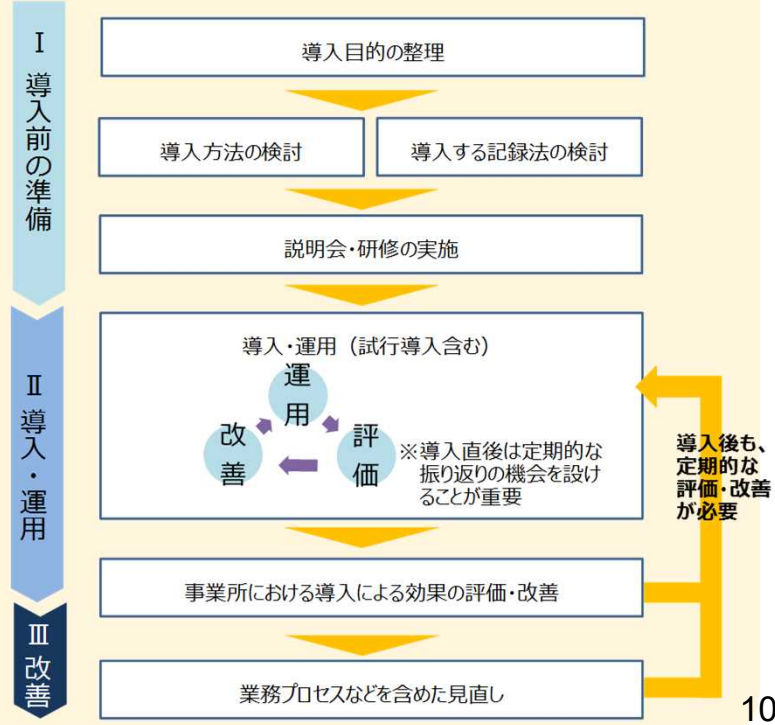 Ⅰ 導入前の準備
導入目的の整理
導入方法の検討
導入する記録法の検討
説明会・研修の実施
Ⅱ 導入・運用
導入・運用（試行導入含む）
運用
改善
評価
※導入直後は定期的な
振り返りの機会を設け
ることが重要
導入後も、
定期的な
評価・改善
が必要
事業所における導入による効果の評価・改善
Ⅲ 改善
業務プロセスなどを含めた見直し
10